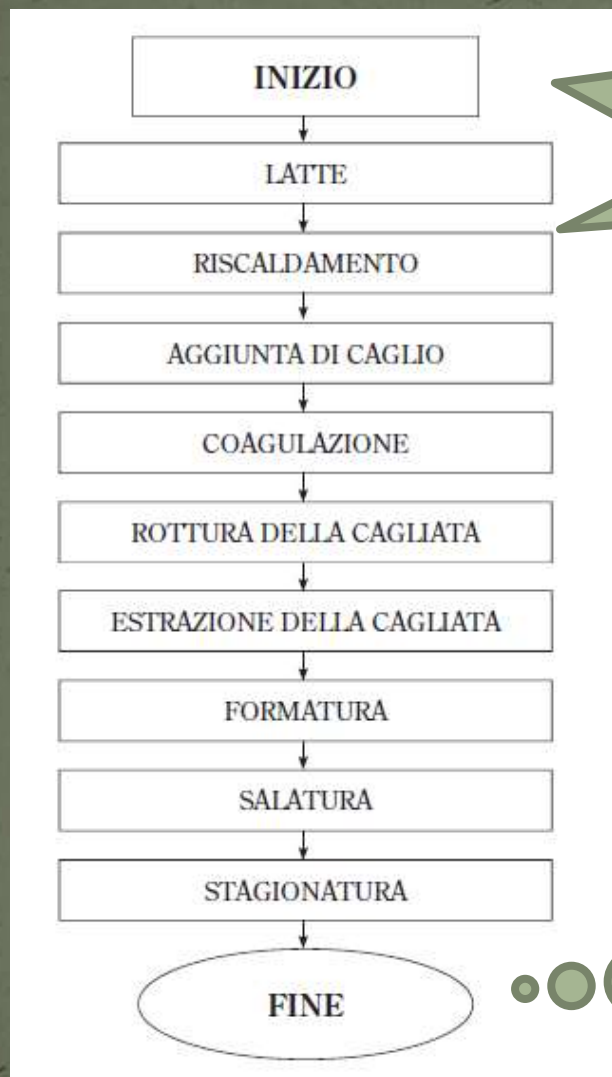 INIZIO
LATTE
RISCALDAMENTO
AGGIUNTA DI CAGLIO
COAGULAZIONE
ROTTURA DELLA CAGLIATA
ESTRAZIONE DELLA CAGLIATA
FORMATURA
SALATURA
STAGIONATURA
FINE